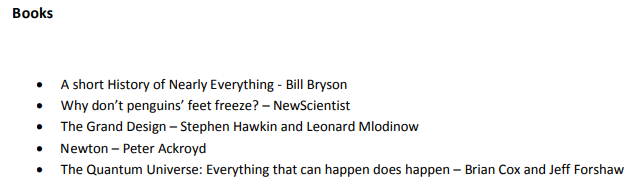 Books
• A short History of Nearly Everything - Bill Bryson
• Why don’t penguins’ feet freeze? – NewScientist
• The Grand Design – Stephen Hawkin and Leonard Mlodinow
• Newton – Peter Ackroyd
• The Quantum Universe: Everything that can happen does happen – Brian Cox and Jeff Forshaw